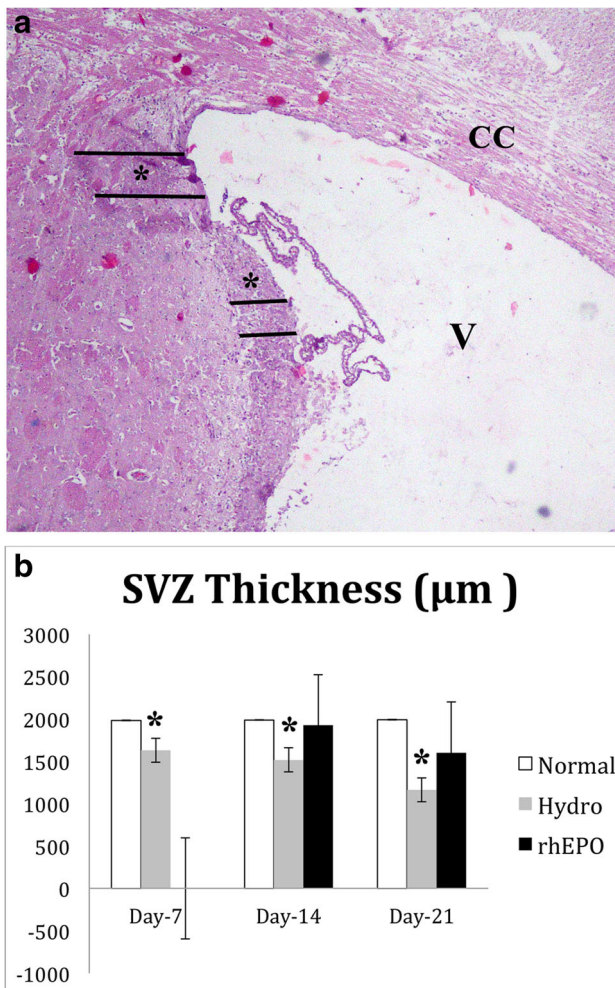 a
CC
*
*
V
b
SVZ Thickness (µm )
3000
2500
2000
1500
1000
500
0
-500
-1000
*
*
*
Day-7
Day-14
Day-21
Normal
Hydro
rhEPO